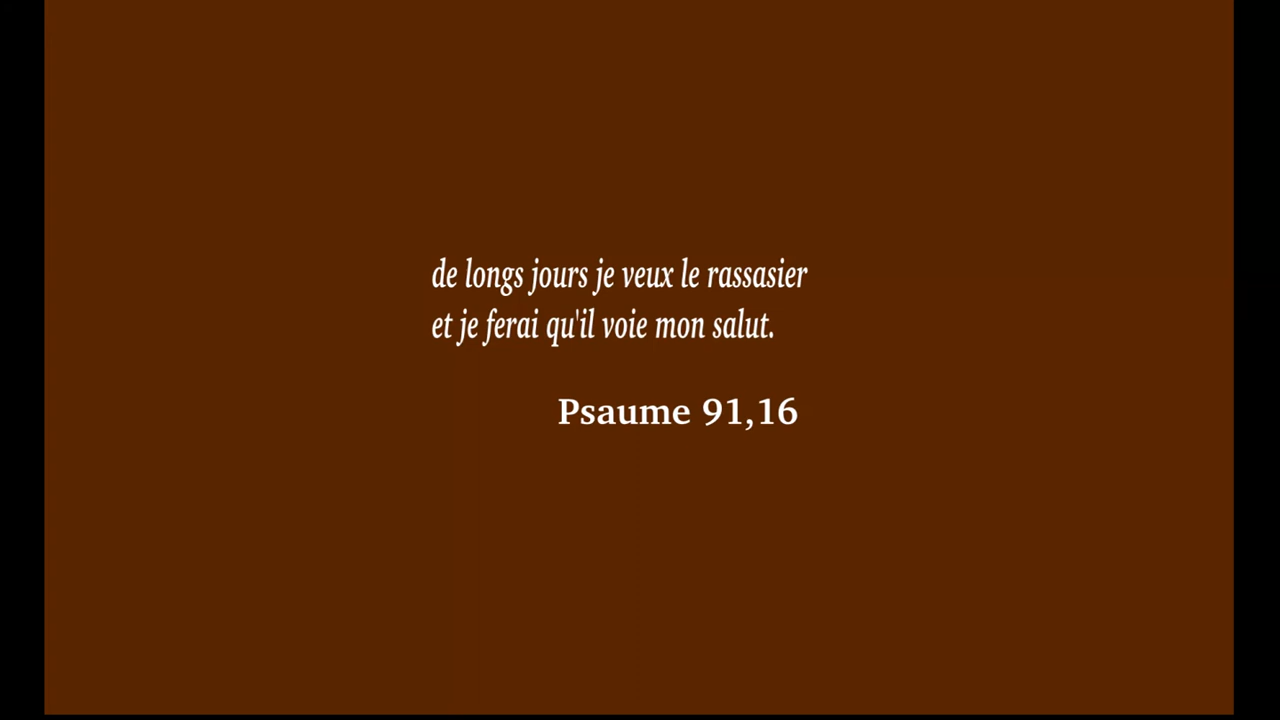 de longs jours je veux le rassasier
et je ferai qu'il voie mon salut.
Psaume 91,16